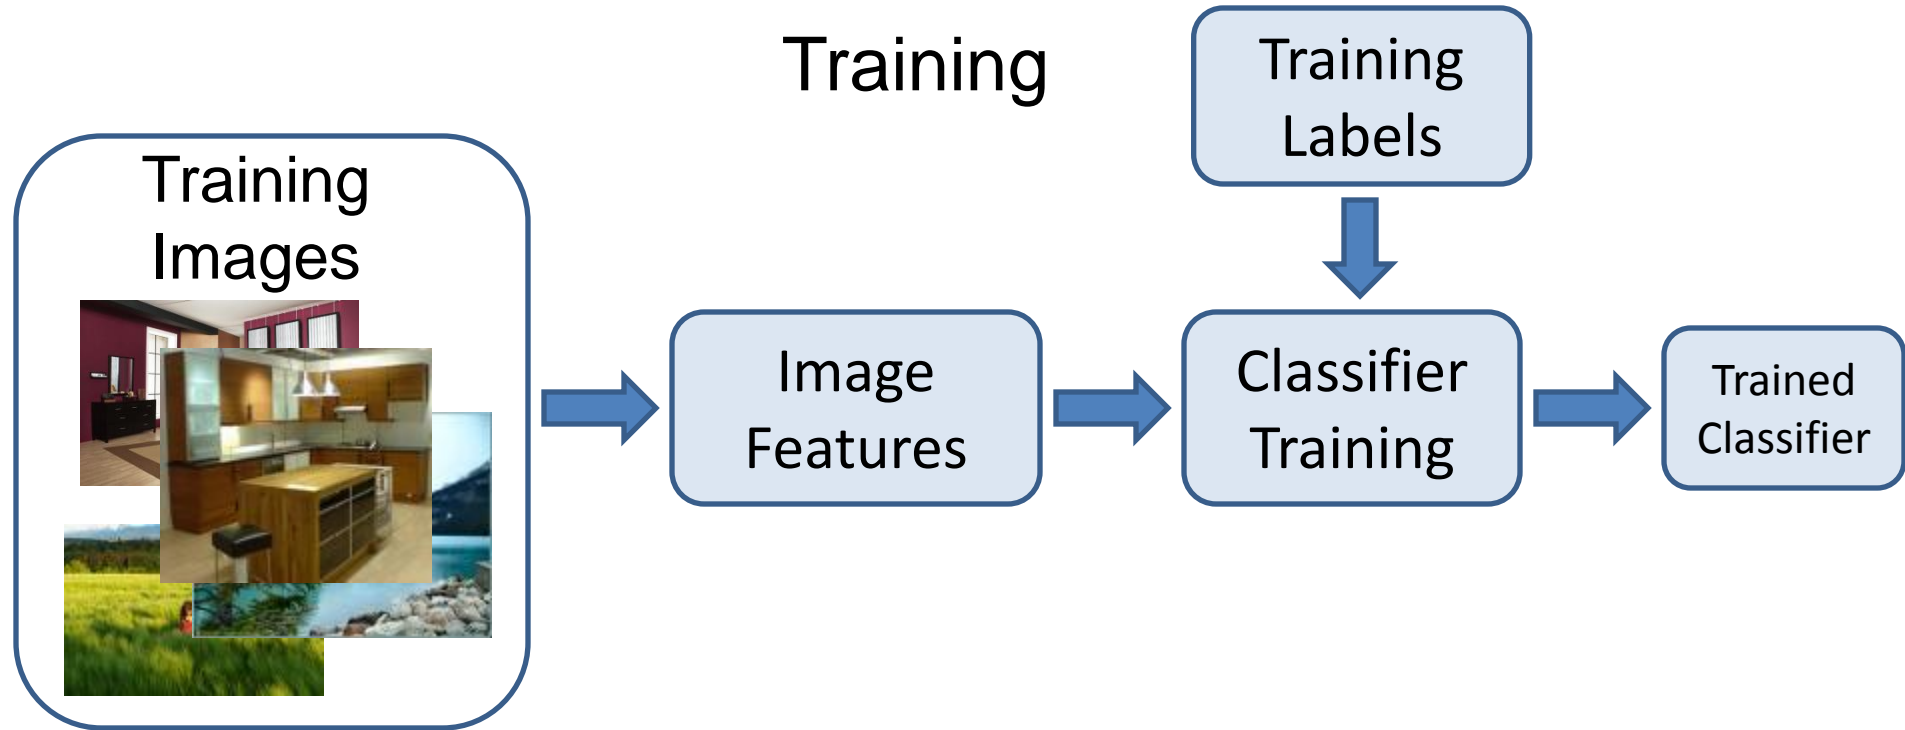 Training
Training
Labels
Training
Images
Image
Features
Classifier
Training
Trained
Classifier